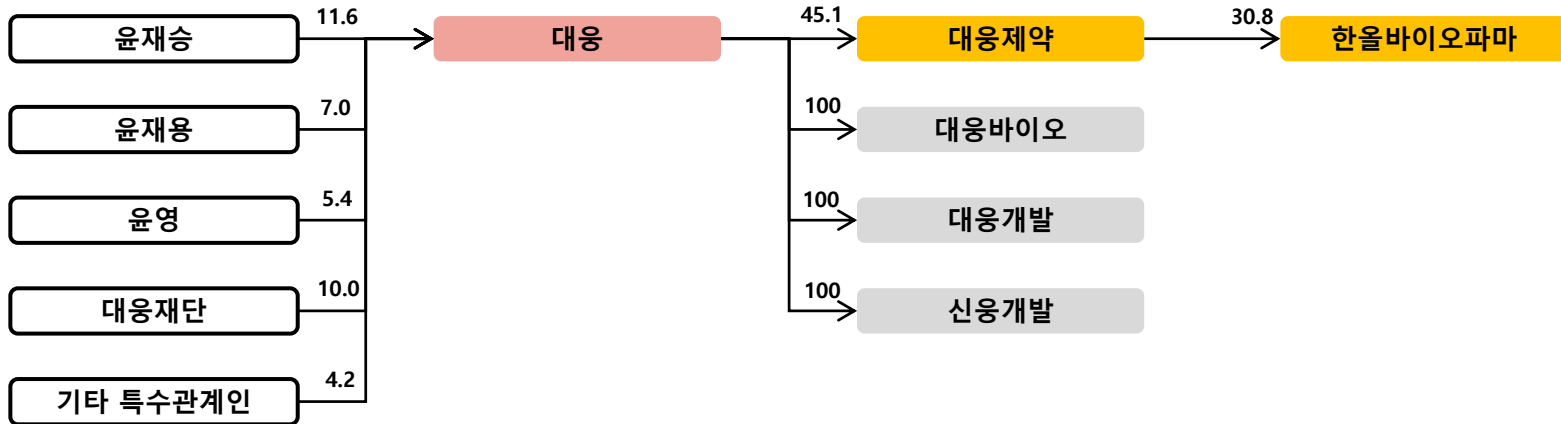 윤재승
11.6
대웅
45.1
대웅제약
30.8
한올바이오파마
윤재용
7.0
100
대웅바이오
윤영
5.4
100
대웅개발
대웅재단
10.0
100
신웅개발
기타 특수관계인
4.2